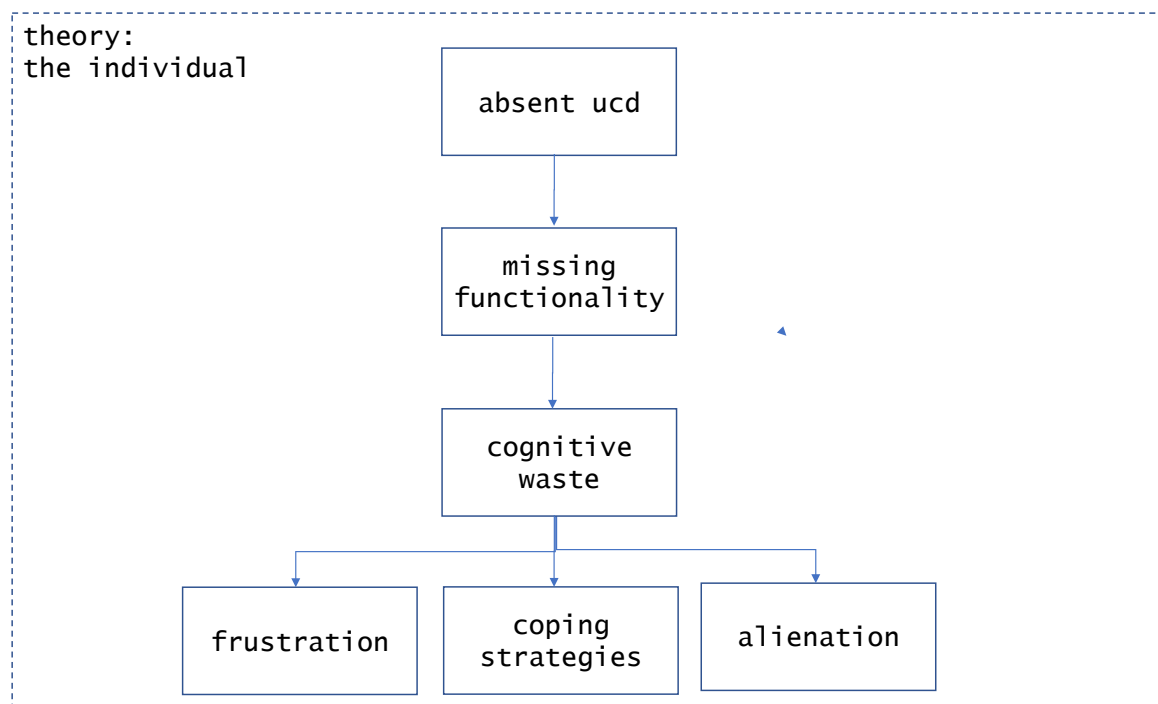 theory:
the individual
absent ucd
missing
functionality
cognitive
waste
frustration
coping
strategies
alienation